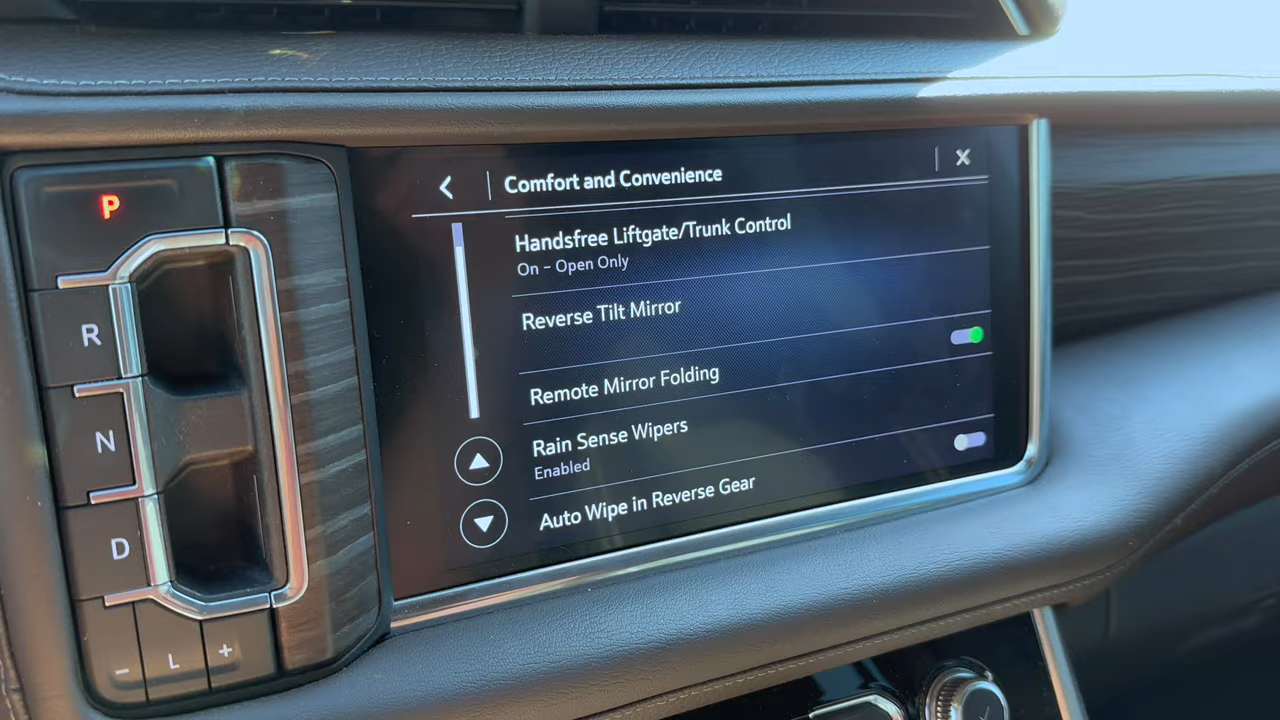 P
R
N
D
- L +
Comfort and Convenience
X
Handsfree Liftgate/Trunk Control
On – Open Only
Reverse Tilt Mirror
Remote Mirror Folding
Rain Sense Wipers
Enabled
Auto Wipe in Reverse Gear